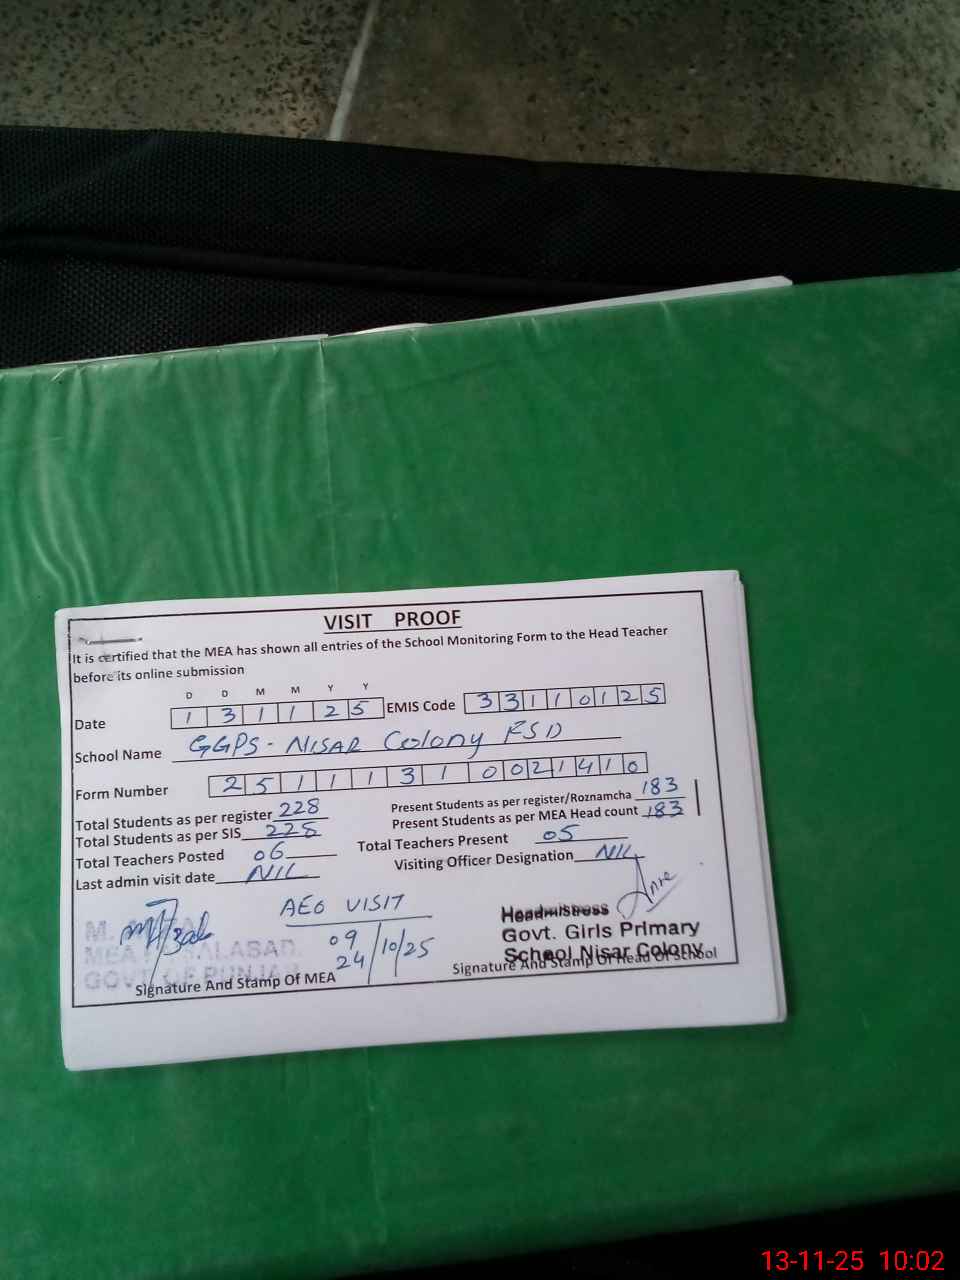 VISIT PROOF
It is certified that the MEA has shown all entries of the School Monitoring Form to the Head Teacher
before its online submission
D D M M Y Y
Date 1 3 1 1 2 5 EMIS Code 3 3 1 1 0 1 2 5
School Name GGPS - NISAR Colony FSD
Form Number 2 5 1 1 1 3 1 0 0 2 1 4 1 0
Total Students as per register 228 Present Students as per register/Roznamcha 183
Total Students as per SIS 228 Present Students as per MEA Head count 183
Total Teachers Posted 06 Total Teachers Present 05
Last admin visit date NIL Visiting Officer Designation NIL
AEO VISIT
09
24 /10/25
M.
MEA
GOVT. OF PUNJAB
Signature And Stamp Of MEA
Headmistress
Govt. Girls Primary
School Nisar Colony
Signature And Stamp Of Head Of School
13-11-25 10:02